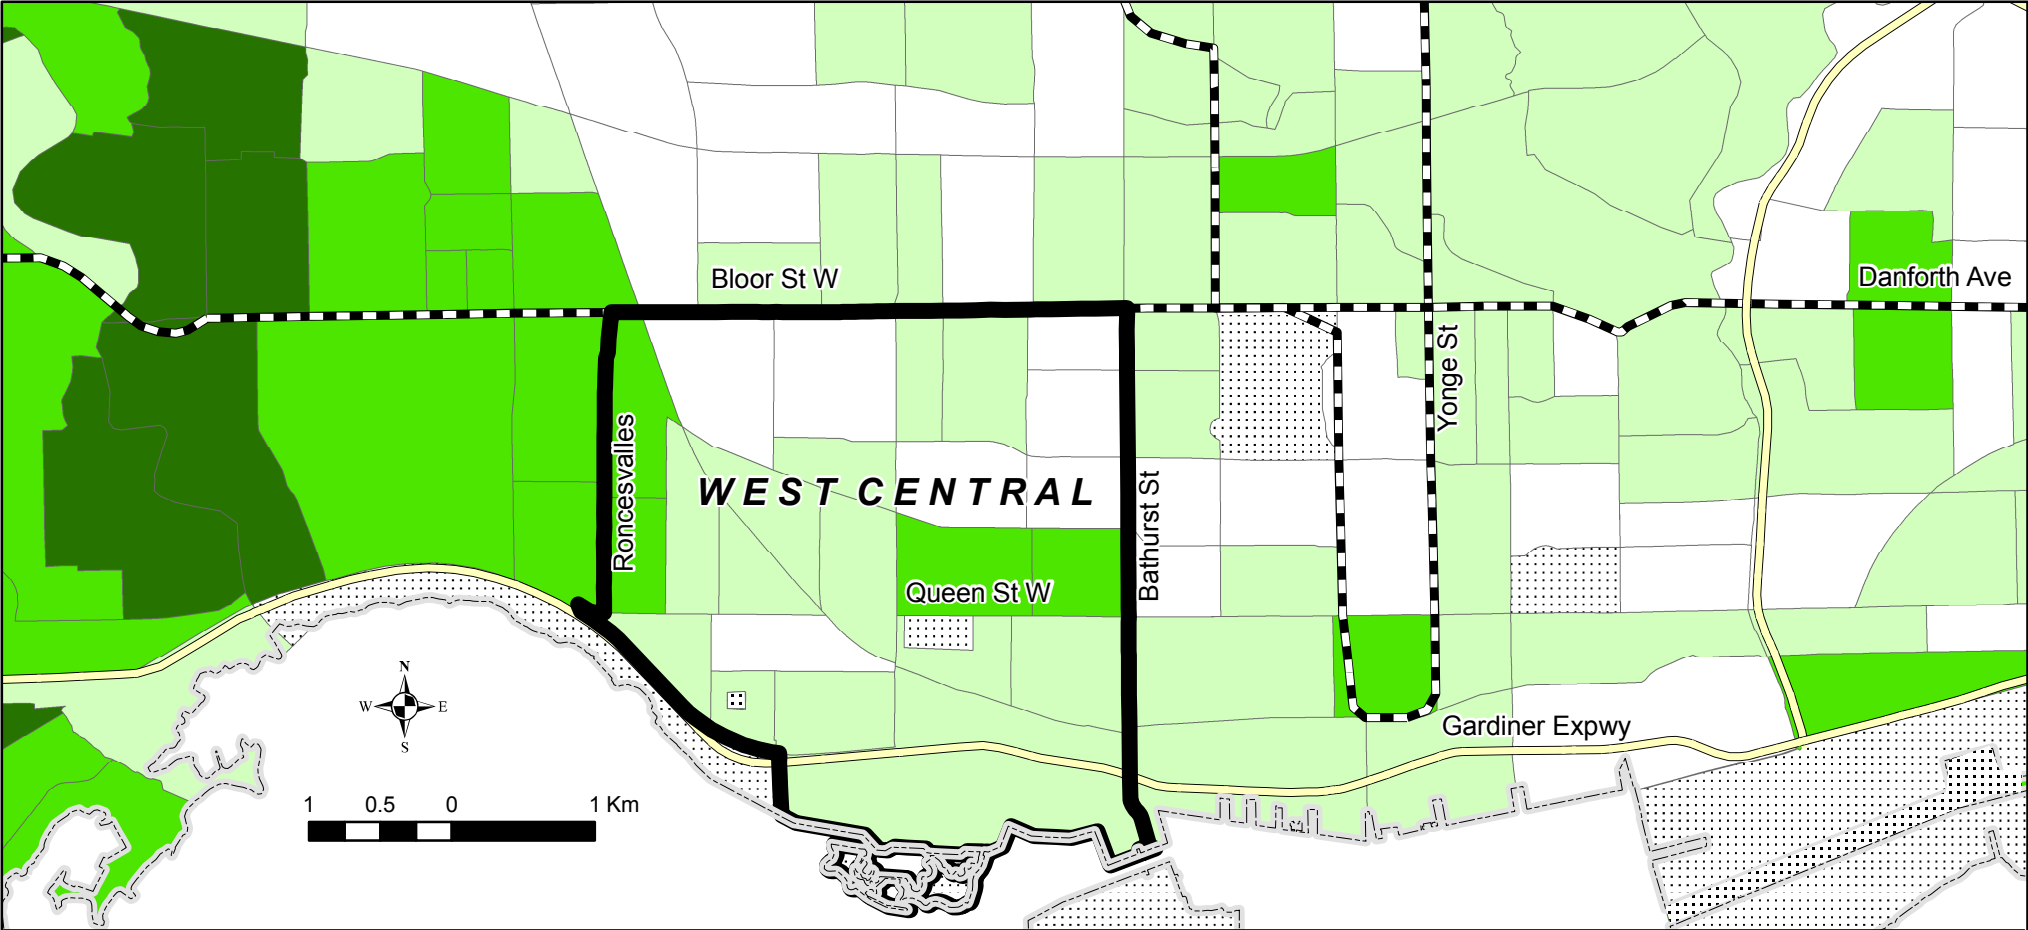 Bloor St W
Danforth Ave
Yonge St
Roncesvalles
WEST CENTRAL
Bathurst St
Queen St W
N
W E
S
Gardiner Expwy
1 0.5 0 1 Km